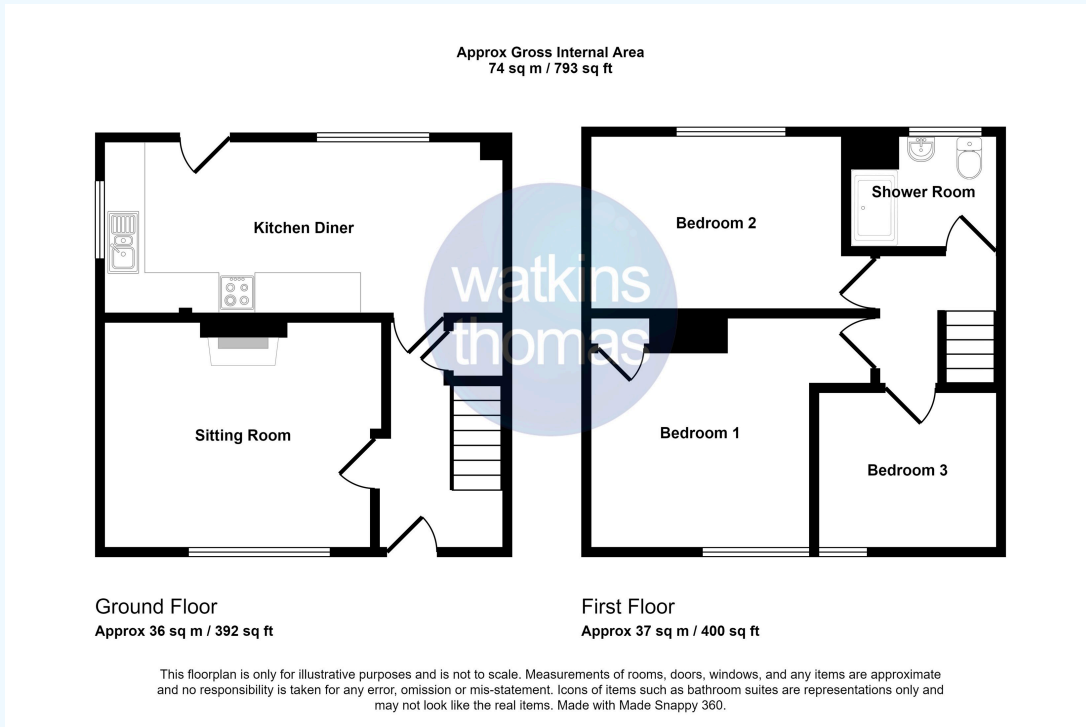 Approx Gross Internal Area
74 sq m / 793 sq ft
Kitchen Diner
Sitting Room
Bedroom 2
Shower Room
Bedroom 1
Bedroom 3
watkins
thomas
Ground Floor
Approx 36 sq m / 392 sq ft
First Floor
Approx 37 sq m / 400 sq ft
This floorplan is only for illustrative purposes and is not to scale. Measurements of rooms, doors, windows, and any items are approximate
and no responsibility is taken for any error, omission or mis-statement. Icons of items such as bathroom suites are representations only and
may not look like the real items. Made with Made Snappy 360.